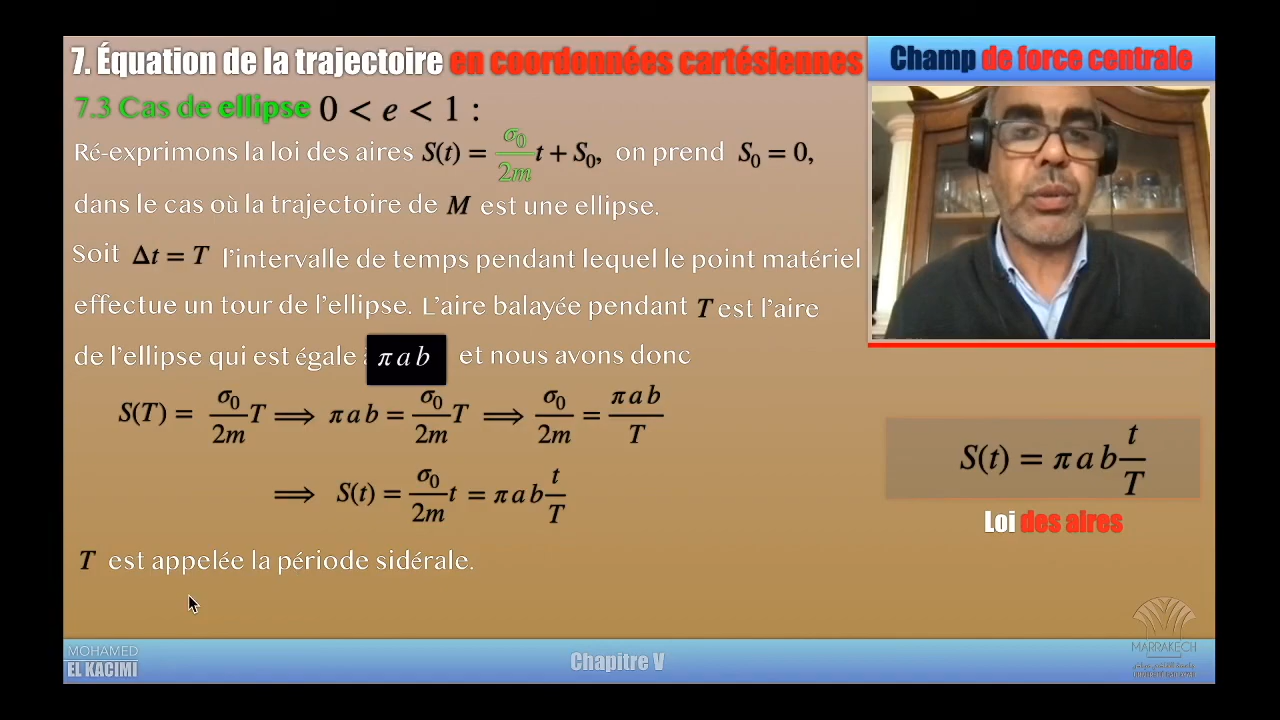 7. Équation de la trajectoire en coordonnées cartésiennes
Champ de force centrale
7.3 Cas de ellipse 0 < e < 1 :
Ré-exprimons la loi des aires S(t) = σ₀/2m t + S₀, on prend S₀ = 0,
dans le cas où la trajectoire de M est une ellipse.
Soit Δt = T l'intervalle de temps pendant lequel le point matériel
effectue un tour de l'ellipse. L'aire balayée pendant T est l'aire
de l'ellipse qui est égale π a b et nous avons donc
S(T) = σ₀/2m T ⟹ π a b = σ₀/2m T ⟹ σ₀/2m = π a b/T
⟹ S(t) = σ₀/2m t = π a b t/T
S(t) = π a b t/T
Loi des aires
T est appelée la période sidérale.
MOHAMED
EL KACIMI
Chapitre V
MARRAKECH